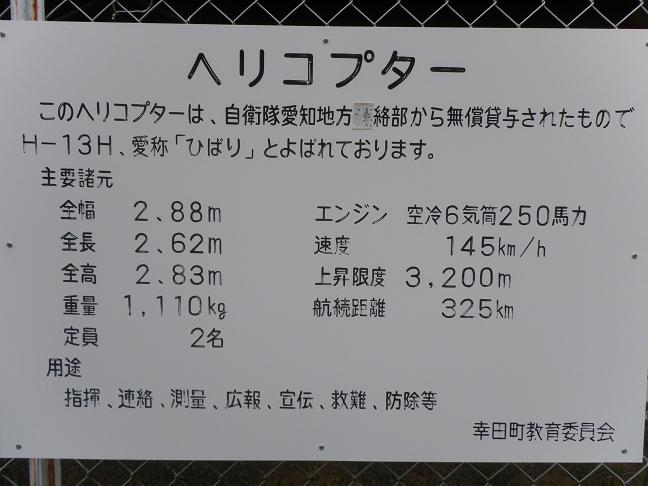 ヘリコプター
このヘリコプターは、自衛隊愛知地方連絡部から無償貸与されたもので
H-13H、愛称「ひばり」とよばれております。
主要諸元
全幅 2.88m エンジン 空冷6気筒250馬力
全長 2.62m 速度 145km/h
全高 2.83m 上昇限度 3,200m
重量 1,110kg 航続距離 325km
定員 2名
用途
指揮、連絡、測量、広報、宣伝、救難、防除等
幸田町教育委員会